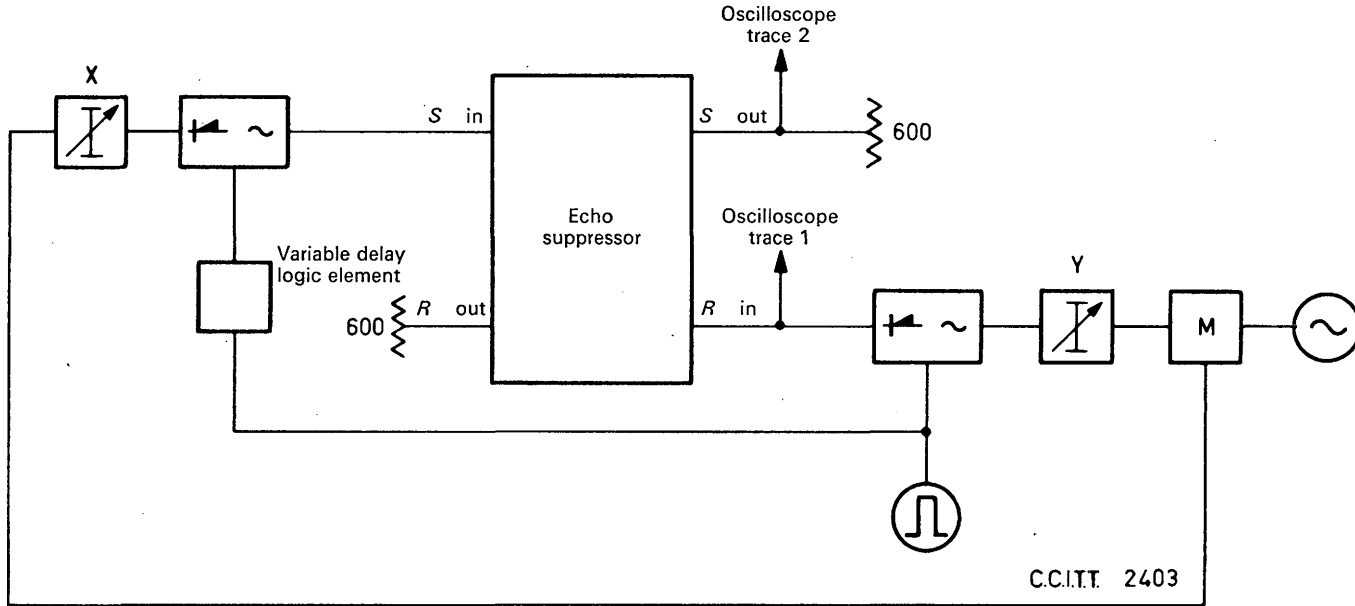 Oscilloscope
trace 2
X
S in
S out
600
Echo
suppressor
Oscilloscope
trace 1
Variable delay
logic element
Y
600
R out
R in
M
C.C.I.T.T. 2403